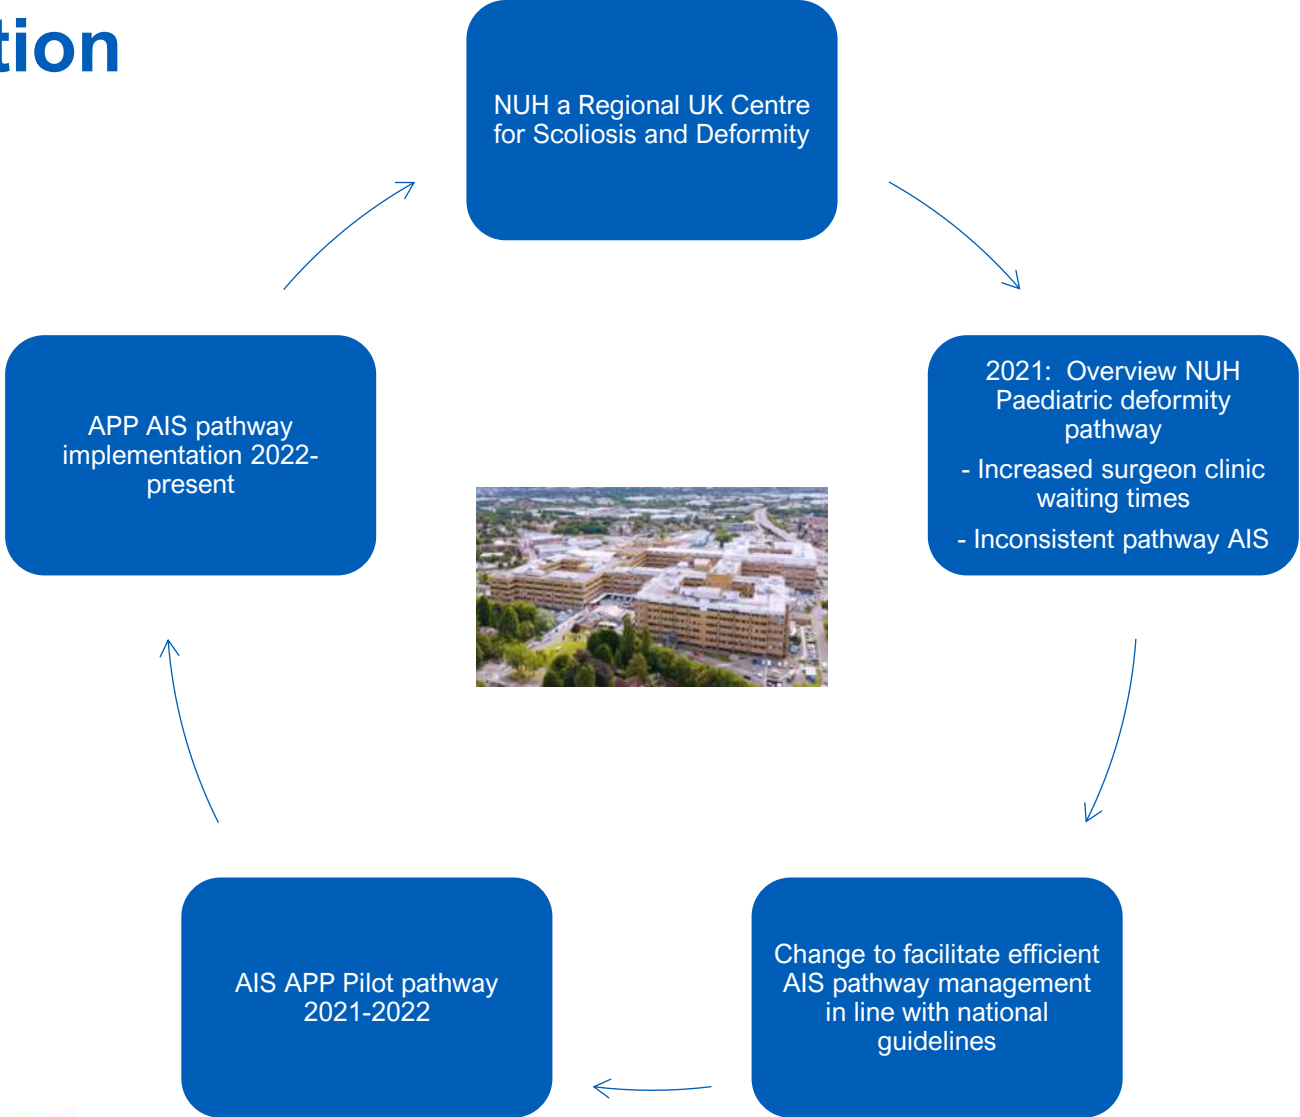 tion
NUH a Regional UK Centre
for Scoliosis and Deformity
2021:  Overview NUH
Paediatric deformity
pathway
- Increased surgeon clinic
waiting times
- Inconsistent pathway AIS
Change to facilitate efficient
AIS pathway management
in line with national
guidelines
AIS APP Pilot pathway
2021-2022
APP AIS pathway
implementation 2022-
present